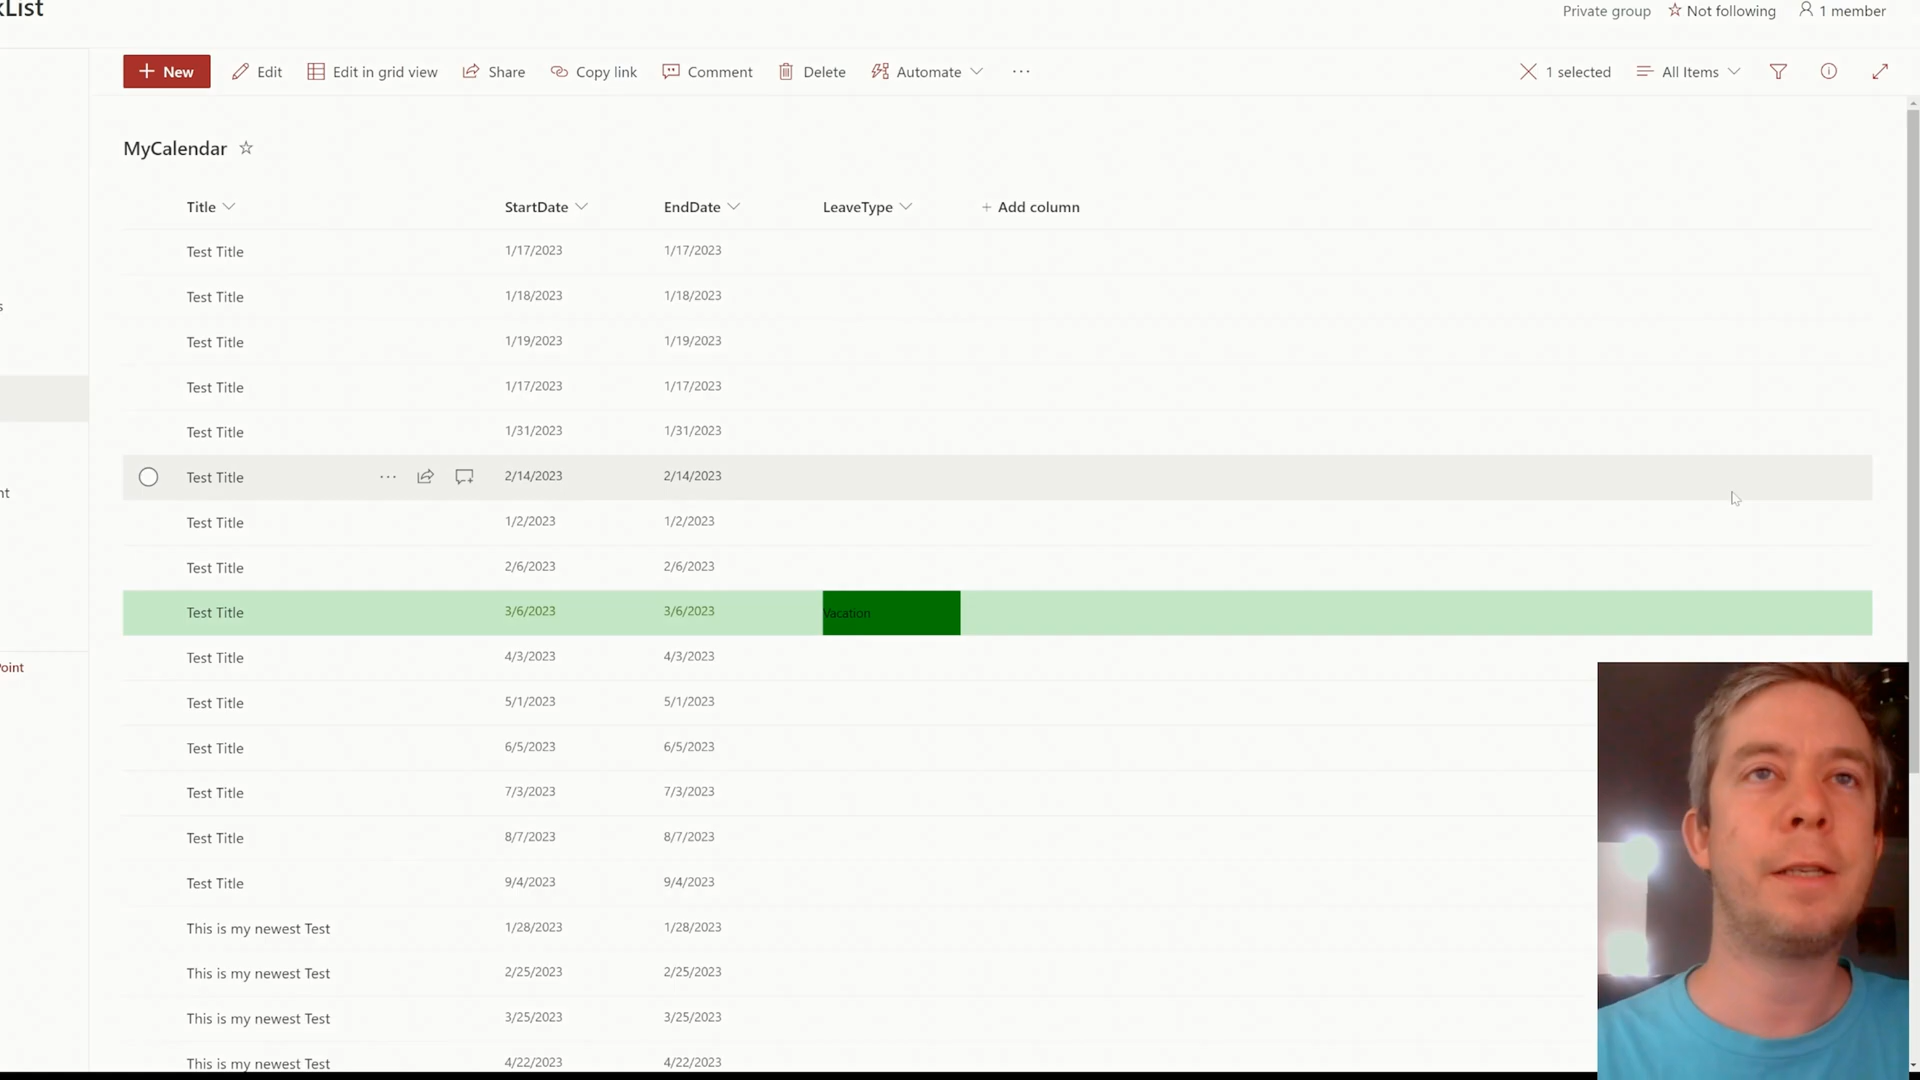 kList
Private group Not following 1 member
New Edit Edit in grid view Share Copy link Comment Delete Automate 1 selected All Items
MyCalendar
Title StartDate EndDate LeaveType + Add column
Test Title 1/17/2023 1/17/2023
Test Title 1/18/2023 1/18/2023
s
Test Title 1/19/2023 1/19/2023
Test Title 1/17/2023 1/17/2023
Test Title 1/31/2023 1/31/2023
Test Title 2/14/2023 2/14/2023
nt
Test Title 1/2/2023 1/2/2023
Test Title 2/6/2023 2/6/2023
Test Title 3/6/2023 3/6/2023 Vacation
Test Title 4/3/2023 4/3/2023
oint
Test Title 5/1/2023 5/1/2023
Test Title 6/5/2023 6/5/2023
Test Title 7/3/2023 7/3/2023
Test Title 8/7/2023 8/7/2023
Test Title 9/4/2023 9/4/2023
This is my newest Test 1/28/2023 1/28/2023
This is my newest Test 2/25/2023 2/25/2023
This is my newest Test 3/25/2023 3/25/2023
This is my newest Test 4/22/2023 4/22/2023